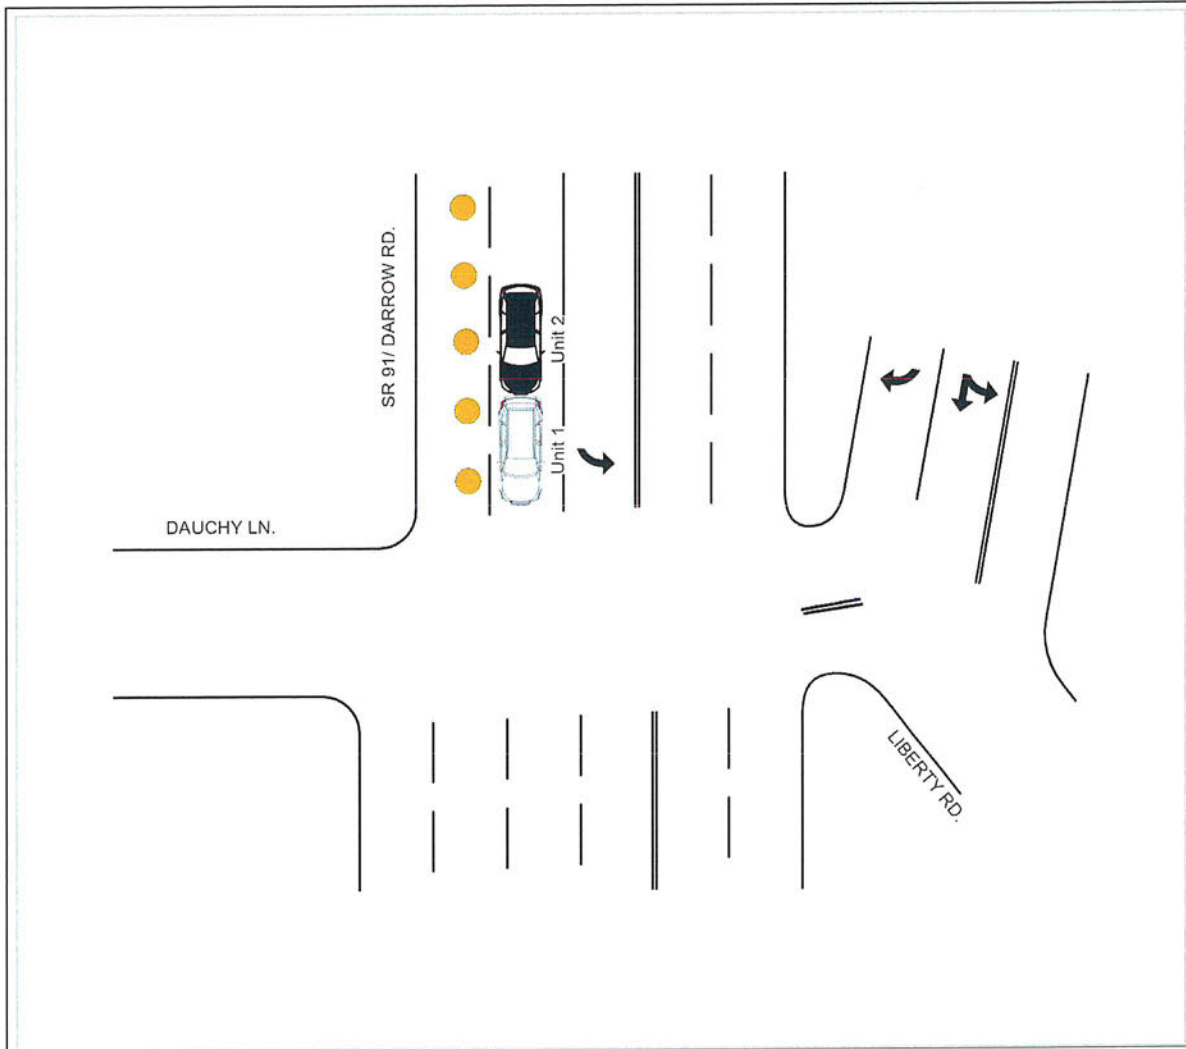 SR 91/ DARROW RD.
Unit 2
Unit 1
DAUCHY LN.
LIBERTY RD.